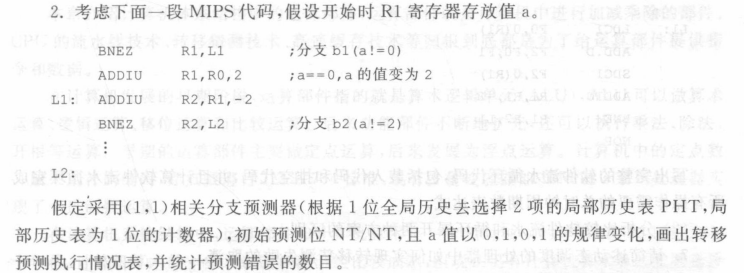 2. 考虑下面一段 MIPS 代码,假设开始时 R1 寄存器存放值 a。
BNEZ R1,L1 ;分支 b1(a!=0)
ADDIU R1,R0,2 ;a==0,a 的值变为 2
L1: ADDIU R2,R1,-2
BNEZ R2,L2 ;分支 b2(a!=2)
⋮
L2:
假定采用(1,1)相关分支预测器(根据 1 位全局历史去选择 2 项的局部历史表 PHT,局
部历史表为 1 位的计数器),初始预测位 NT/NT,且 a 值以 0,1,0,1 的规律变化,画出转移
预测执行情况表,并统计预测错误的数目。